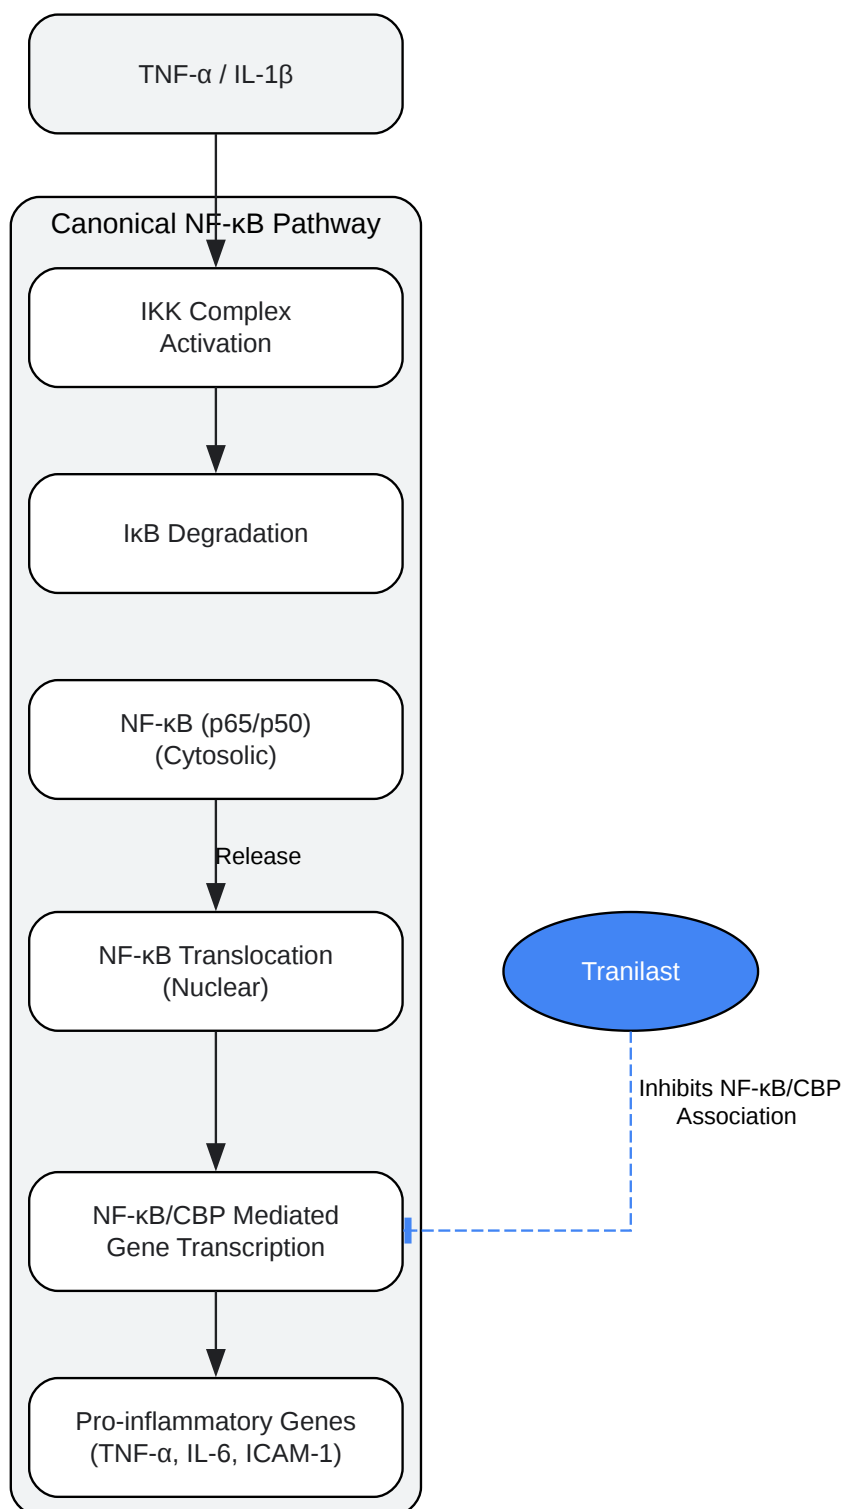 TNF-α / IL-1β
Canonical NF-κB Pathway
IKK Complex
Activation
IκB Degradation
NF-κB (p65/p50)
(Cytosolic)
Release
NF-κB Translocation
(Nuclear)
Tranilast
Inhibits NF-κB/CBP
Association
NF-κB/CBP Mediated
Gene Transcription
Pro-inflammatory Genes
(TNF-α, IL-6, ICAM-1)